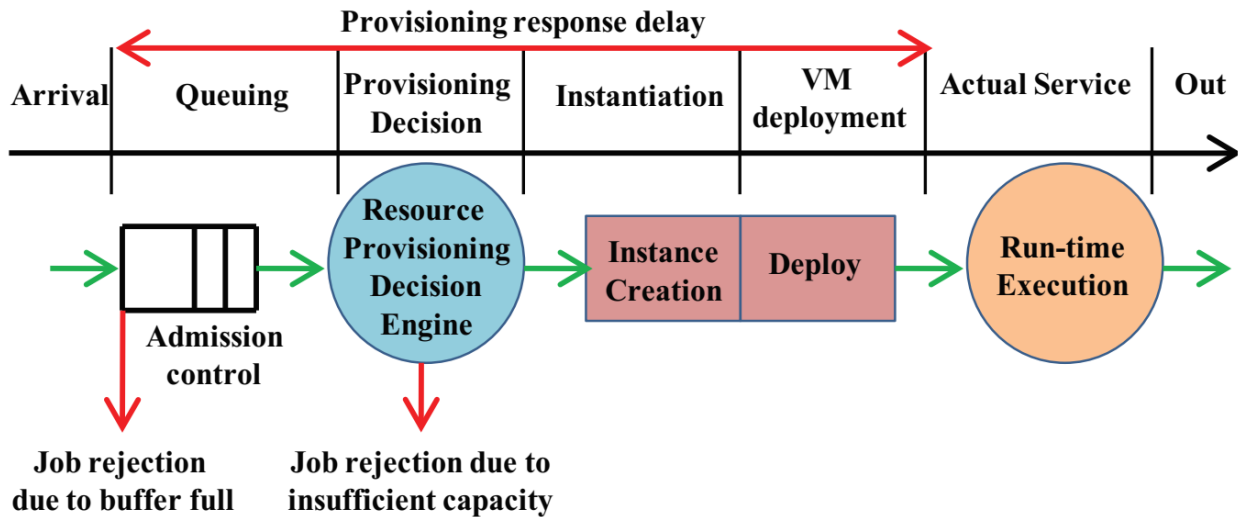 Provisioning response delay
Arrival
Queuing
Provisioning
Decision
Instantiation
VM
deployment
Actual Service
Out
Resource
Provisioning
Decision
Engine
Instance
Creation
Deploy
Run-time
Execution
Admission
control
Job rejection
due to buffer full
Job rejection due to
insufficient capacity